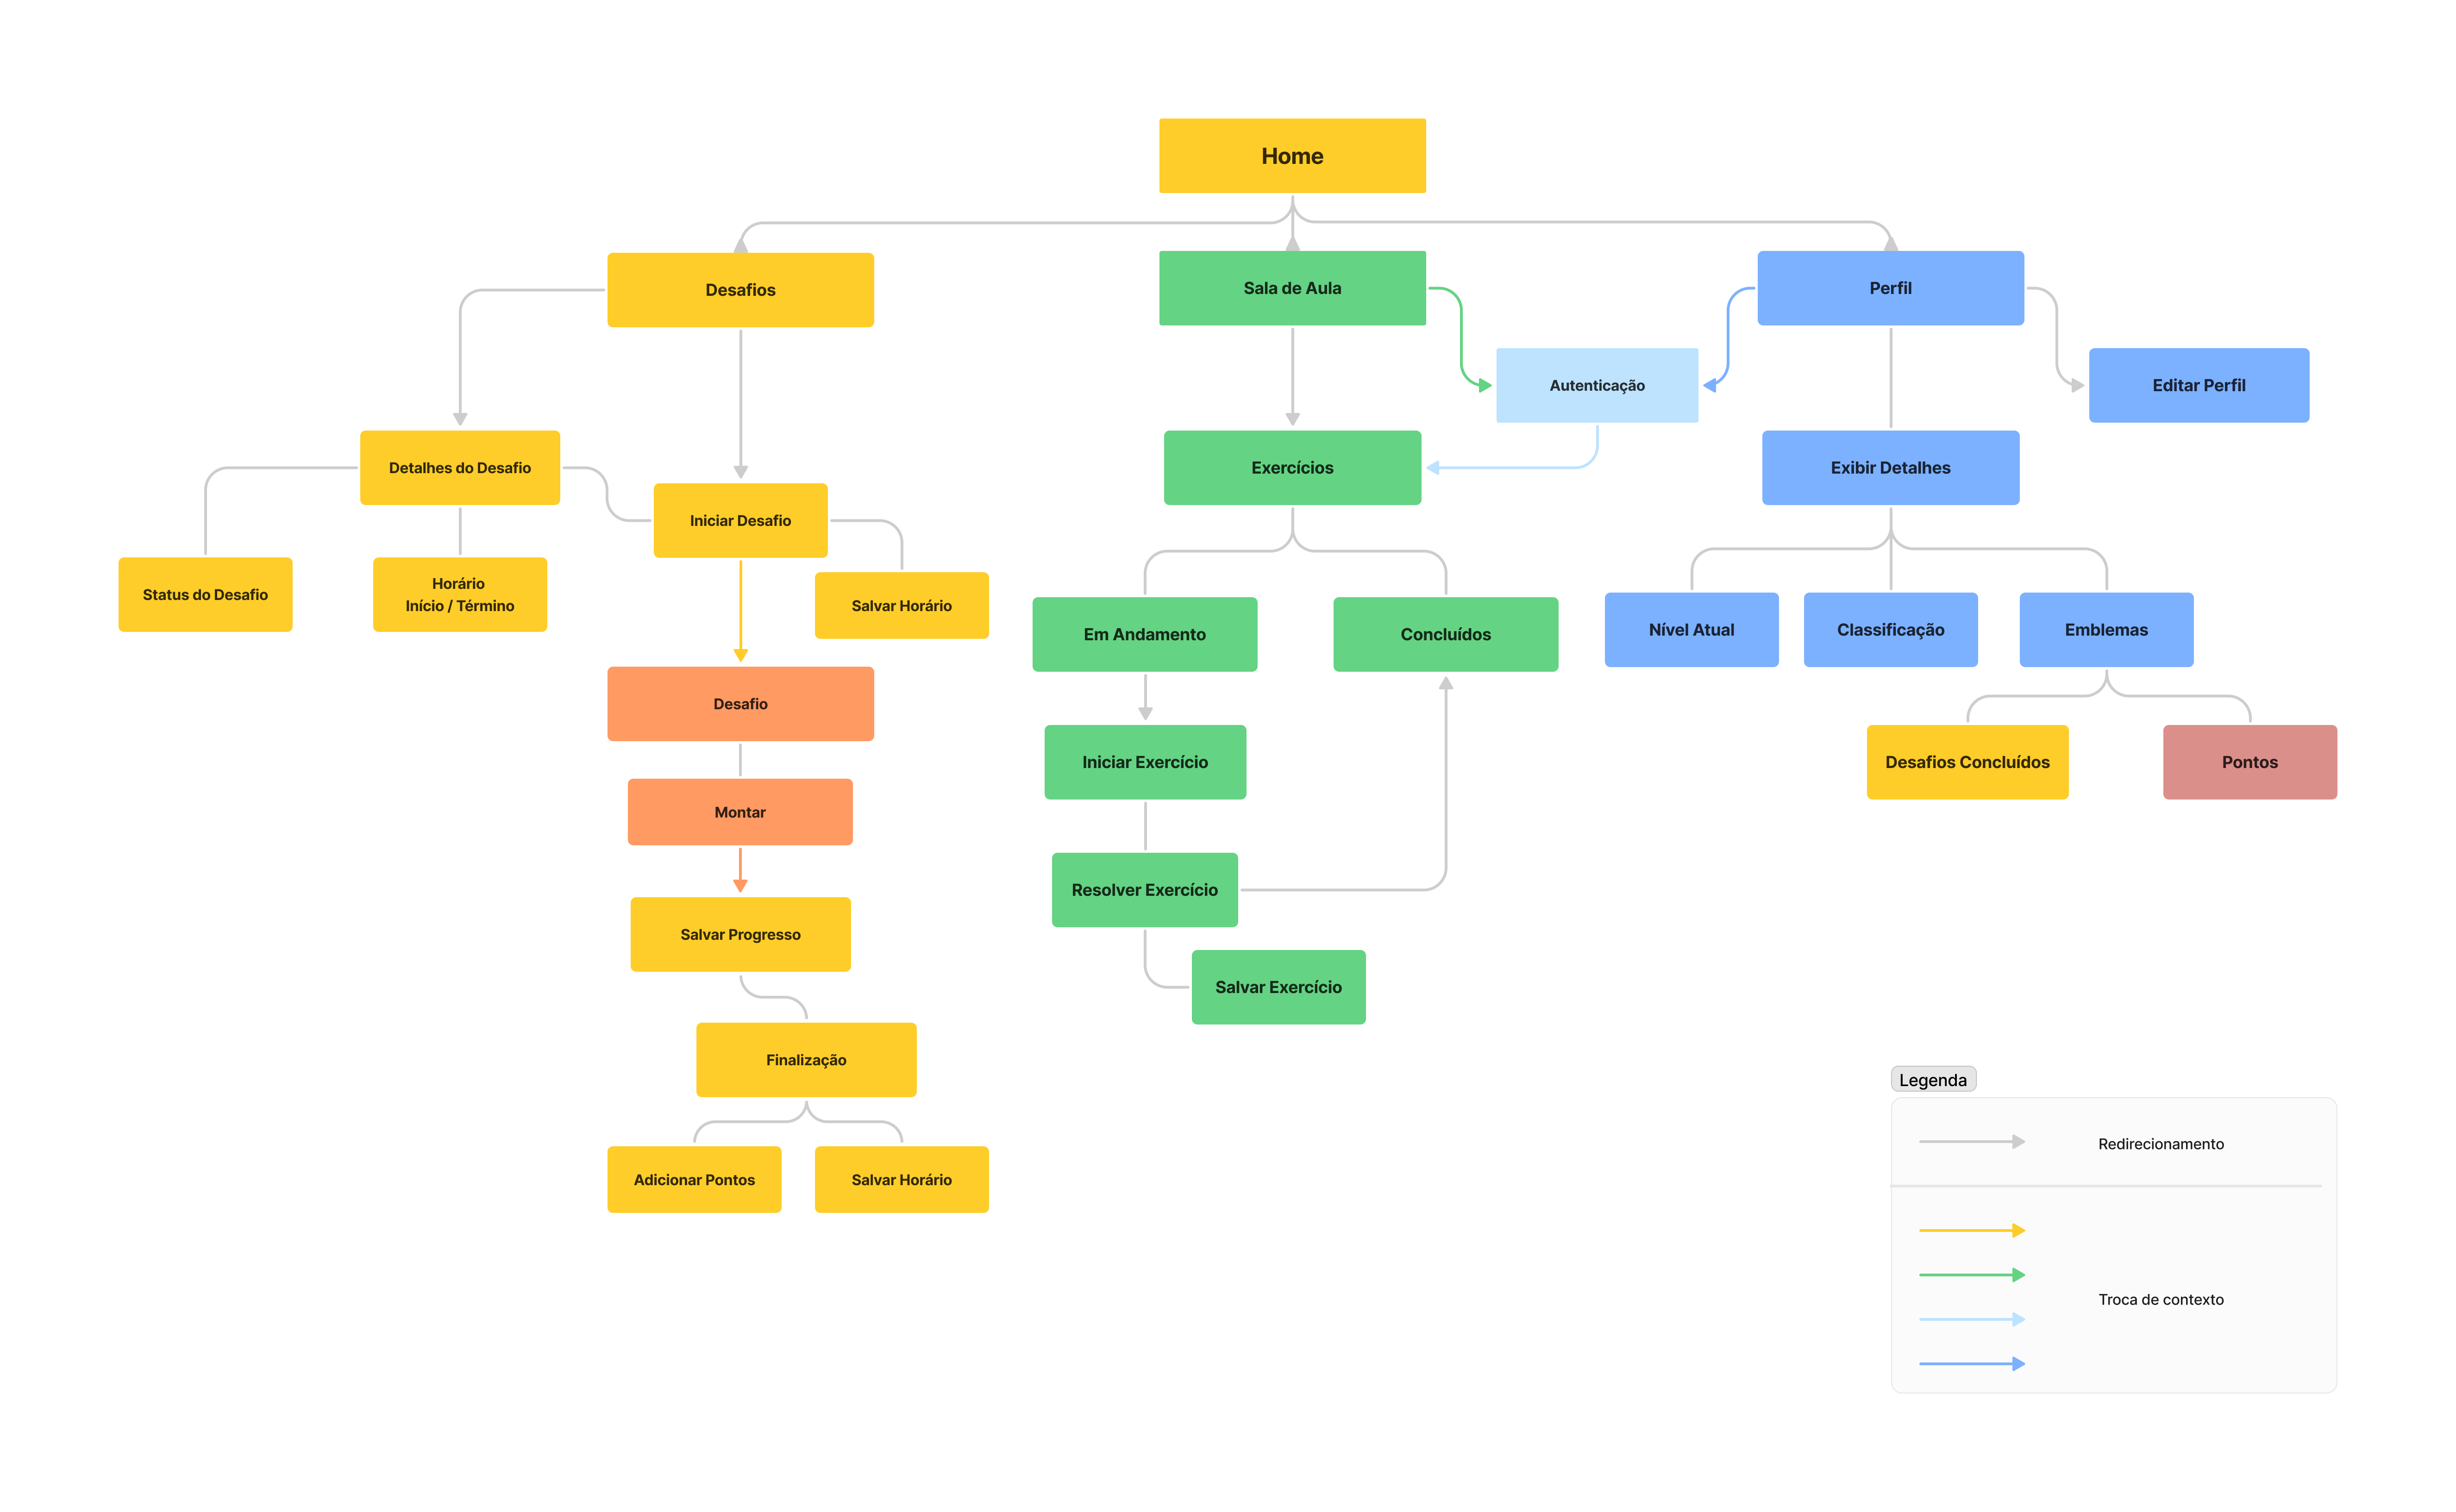 Home
Desafios
Sala de Aula
Perfil
Autenticação
Editar Perfil
Detalhes do Desafio
Iniciar Desafio
Exercícios
Exibir Detalhes
Status do Desafio
Horário
Início / Término
Salvar Horário
Em Andamento
Concluídos
Nível Atual
Classificação
Emblemas
Desafio
Iniciar Exercício
Desafios Concluídos
Pontos
Montar
Resolver Exercício
Salvar Progresso
Salvar Exercício
Finalização
Adicionar Pontos
Salvar Horário
Legenda
Redirecionamento
Troca de contexto